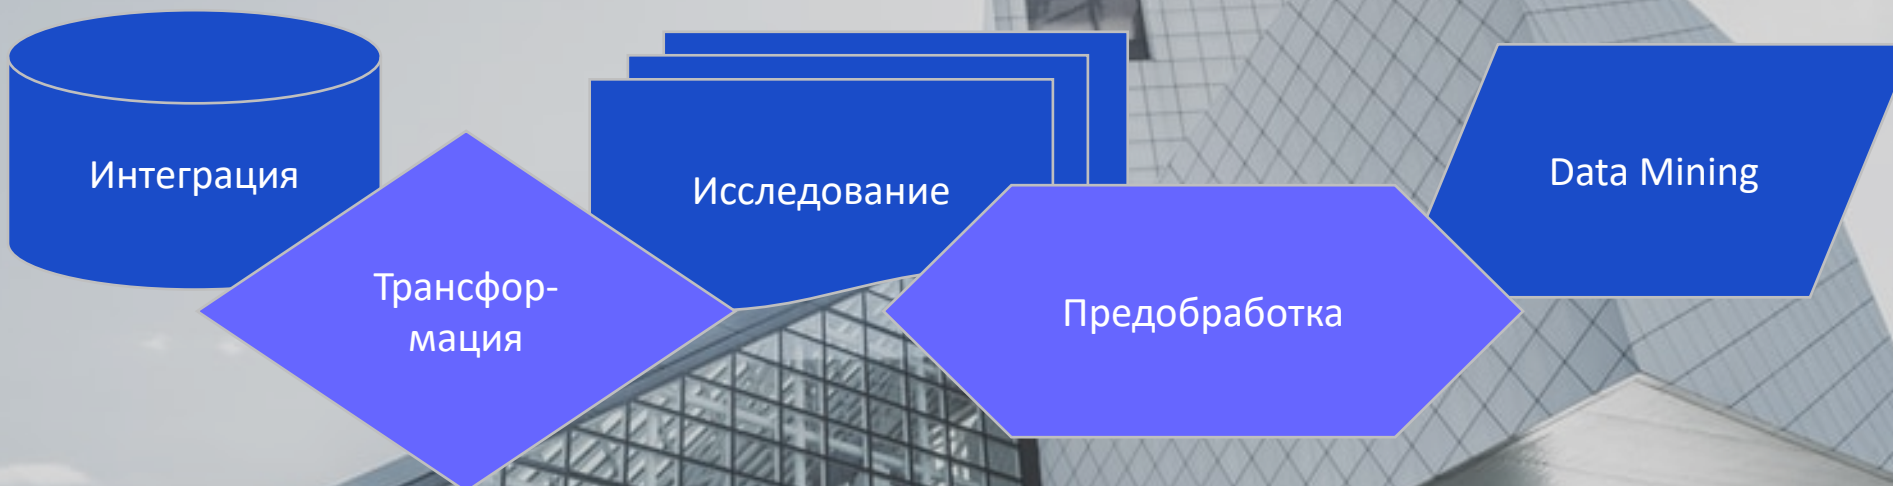 Интеграция
Трансфор-
мация
Исследование
Предобработка
Data Mining